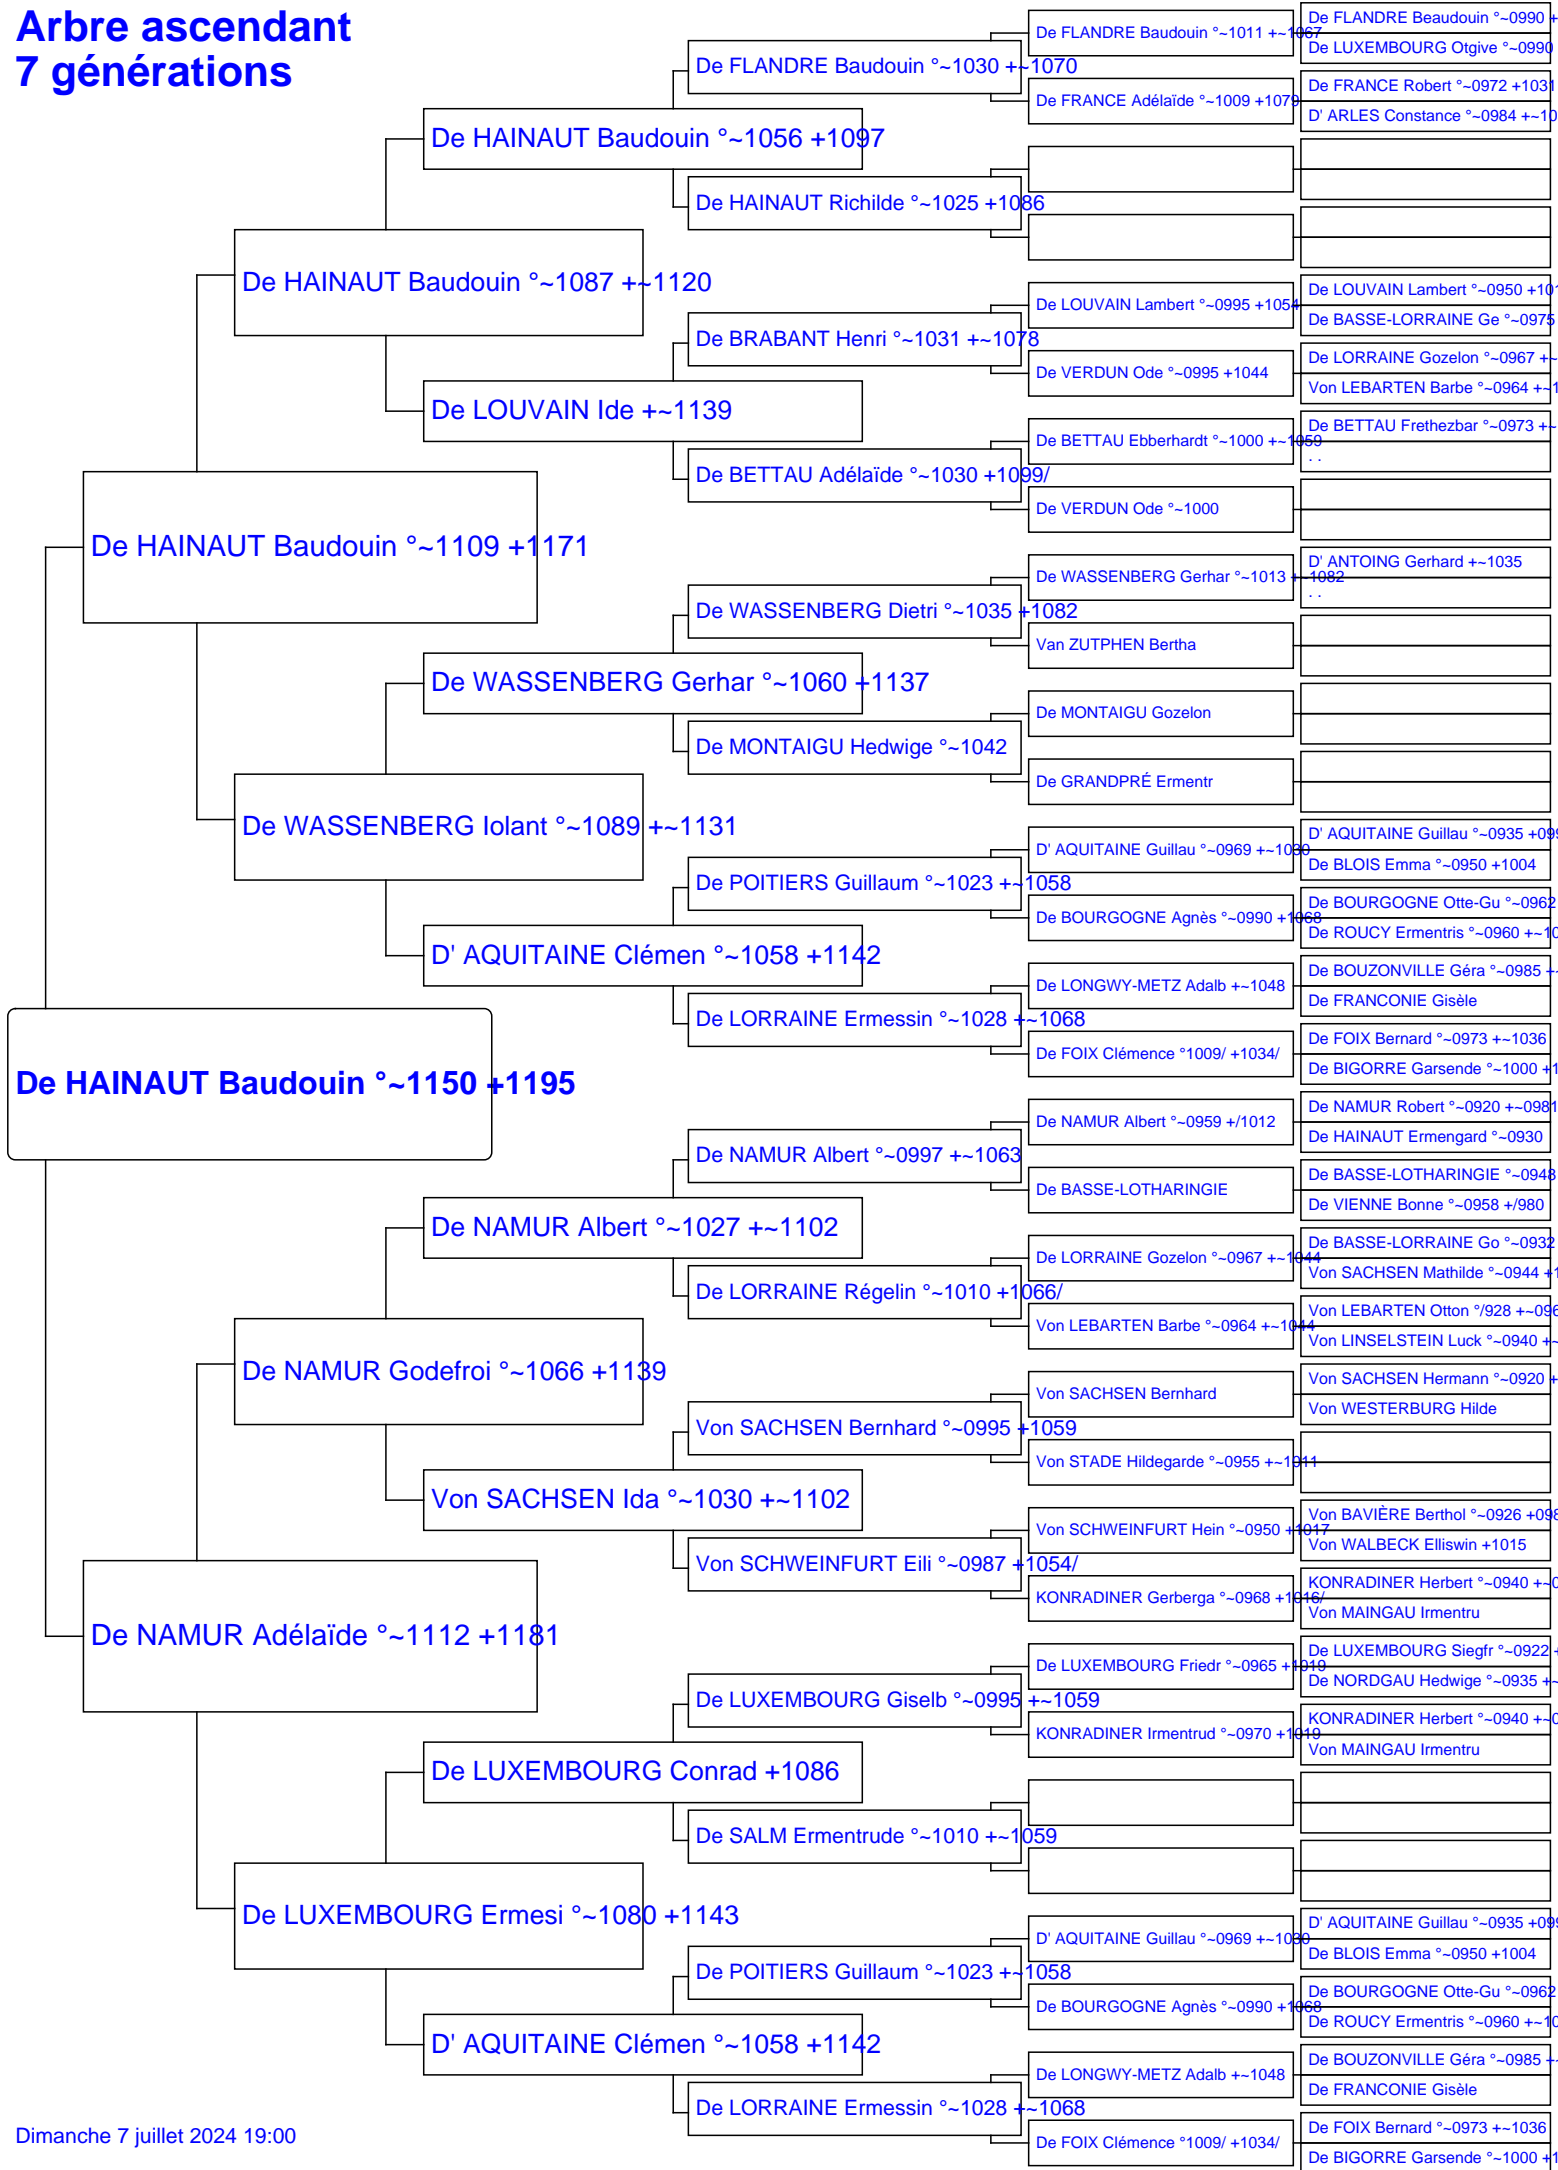 Arbre ascendant
7 générations
De HAINAUT Baudouin °~1150 +1195
De HAINAUT Baudouin °~1109 +1171
De NAMUR Adélaïde °~1112 +1181
De HAINAUT Baudouin °~1087 +~1120
De WASSENBERG Iolant °~1089 +~1131
De NAMUR Godefroi °~1066 +1139
De LUXEMBOURG Ermesi °~1080 +1143
De HAINAUT Baudouin °~1056 +1097
De LOUVAIN Ide +~1139
De WASSENBERG Gerhar °~1060 +1137
D' AQUITAINE Clémen °~1058 +1142
De NAMUR Albert °~1027 +~1102
Von SACHSEN Ida °~1030 +~1102
De LUXEMBOURG Conrad +1086
D' AQUITAINE Clémen °~1058 +1142
De FLANDRE Baudouin °~1030 +~1070
De HAINAUT Richilde °~1025 +1086
De BRABANT Henri °~1031 +~1078
De BETTAU Adélaïde °~1030 +1099/
De WASSENBERG Dietri °~1035 +1082
De MONTAIGU Hedwige °~1042
De POITIERS Guillaum °~1023 +~1058
De LORRAINE Ermessin °~1028 +~1068
De NAMUR Albert °~0997 +~1063
De LORRAINE Régelin °~1010 +1066/
Von SACHSEN Bernhard °~0995 +1059
Von SCHWEINFURT Eili °~0987 +1054/
De LUXEMBOURG Giselb °~0995 +~1059
De SALM Ermentrude °~1010 +~1059
De POITIERS Guillaum °~1023 +~1058
De LORRAINE Ermessin °~1028 +~1068
De FLANDRE Baudouin °~1011 +~1067
De FRANCE Adélaïde °~1009 +1079
De LOUVAIN Lambert °~0995 +1054
De VERDUN Ode °~0995 +1044
De BETTAU Ebberhardt °~1000 +~1059
De VERDUN Ode °~1000
De WASSENBERG Gerhar °~1013 +~1082
Van ZUTPHEN Bertha
De MONTAIGU Gozelon
De GRANDPRÉ Ermentr
D' AQUITAINE Guillau °~0969 +~1030
De BOURGOGNE Agnès °~0990 +1068
De LONGWY-METZ Adalb +~1048
De FOIX Clémence °1009/ +1034/
De NAMUR Albert °~0959 +/1012
De BASSE-LOTHARINGIE
De LORRAINE Gozelon °~0967 +~1044
Von LEBARTEN Barbe °~0964 +~1044
Von SACHSEN Bernhard
Von STADE Hildegarde °~0955 +~1011
Von SCHWEINFURT Hein °~0950 +1017
KONRADINER Gerberga °~0968 +1016/
De LUXEMBOURG Friedr °~0965 +1019
KONRADINER Irmentrud °~0970 +1019
D' AQUITAINE Guillau °~0969 +~1030
De BOURGOGNE Agnès °~0990 +1068
De LONGWY-METZ Adalb +~1048
De FOIX Clémence °1009/ +1034/
De FLANDRE Beaudouin °~0990 +
De LUXEMBOURG Otgive °~0990
De FRANCE Robert °~0972 +1031
D' ARLES Constance °~0984 +~10
De LOUVAIN Lambert °~0950 +101
De BASSE-LORRAINE Ge °~0975
De LORRAINE Gozelon °~0967 +~
Von LEBARTEN Barbe °~0964 +~1
De BETTAU Frethezbar °~0973 +~
. .
D' ANTOING Gerhard +~1035
. .
D' AQUITAINE Guillau °~0935 +099
De BLOIS Emma °~0950 +1004
De BOURGOGNE Otte-Gu °~0962
De ROUCY Ermentris °~0960 +~10
De BOUZONVILLE Géra °~0985 +~
De FRANCONIE Gisèle
De FOIX Bernard °~0973 +~1036
De BIGORRE Garsende °~1000 +1
De NAMUR Robert °~0920 +~0981
De HAINAUT Ermengard °~0930
De BASSE-LOTHARINGIE °~0948
De VIENNE Bonne °~0958 +/980
De BASSE-LORRAINE Go °~0932
Von SACHSEN Mathilde °~0944 +1
Von LEBARTEN Otton °/928 +~096
Von LINSELSTEIN Luck °~0940 +~
Von SACHSEN Hermann °~0920 +
Von WESTERBURG Hilde
Von BAVIÈRE Berthol °~0926 +098
Von WALBECK Elliswin +1015
KONRADINER Herbert °~0940 +~0
Von MAINGAU Irmentru
De LUXEMBOURG Siegfr °~0922 +
De NORDGAU Hedwige °~0935 +~
KONRADINER Herbert °~0940 +~0
Von MAINGAU Irmentru
D' AQUITAINE Guillau °~0935 +099
De BLOIS Emma °~0950 +1004
De BOURGOGNE Otte-Gu °~0962
De ROUCY Ermentris °~0960 +~10
De BOUZONVILLE Géra °~0985 +~
De FRANCONIE Gisèle
De FOIX Bernard °~0973 +~1036
De BIGORRE Garsende °~1000 +1
Dimanche 7 juillet 2024 19:00